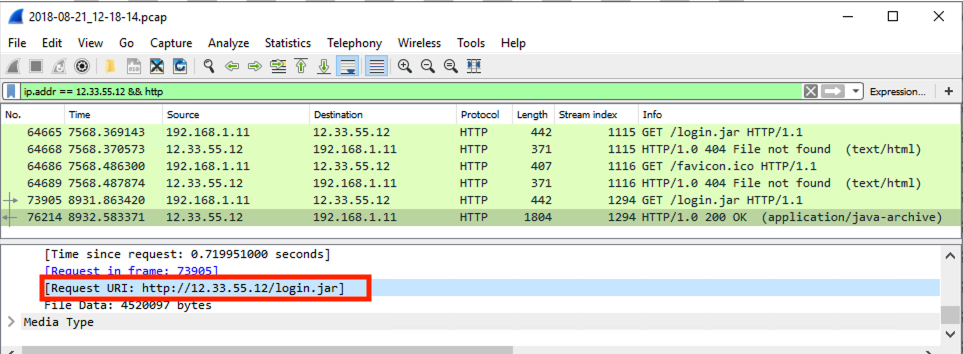 2018-08-21_12-18-14.pcap
File Edit View Go Capture Analyze Statistics Telephony Wireless Tools Help
ip.addr == 12.33.55.12 && http Expression... +
No. Time Source Destination Protocol Length Stream index Info
64665 7568.369143 192.168.1.11 12.33.55.12 HTTP 442 1115 GET /login.jar HTTP/1.1
64668 7568.370573 12.33.55.12 192.168.1.11 HTTP 371 1115 HTTP/1.0 404 File not found (text/html)
64686 7568.486300 192.168.1.11 12.33.55.12 HTTP 407 1116 GET /favicon.ico HTTP/1.1
64689 7568.487874 12.33.55.12 192.168.1.11 HTTP 371 1116 HTTP/1.0 404 File not found (text/html)
73905 8931.863420 192.168.1.11 12.33.55.12 HTTP 442 1294 GET /login.jar HTTP/1.1
76214 8932.583371 12.33.55.12 192.168.1.11 HTTP 1804 1294 HTTP/1.0 200 OK (application/java-archive)
[Time since request: 0.719951000 seconds]
[Request in frame: 73905]
[Request URI: http://12.33.55.12/login.jar]
File Data: 4520097 bytes
Media Type